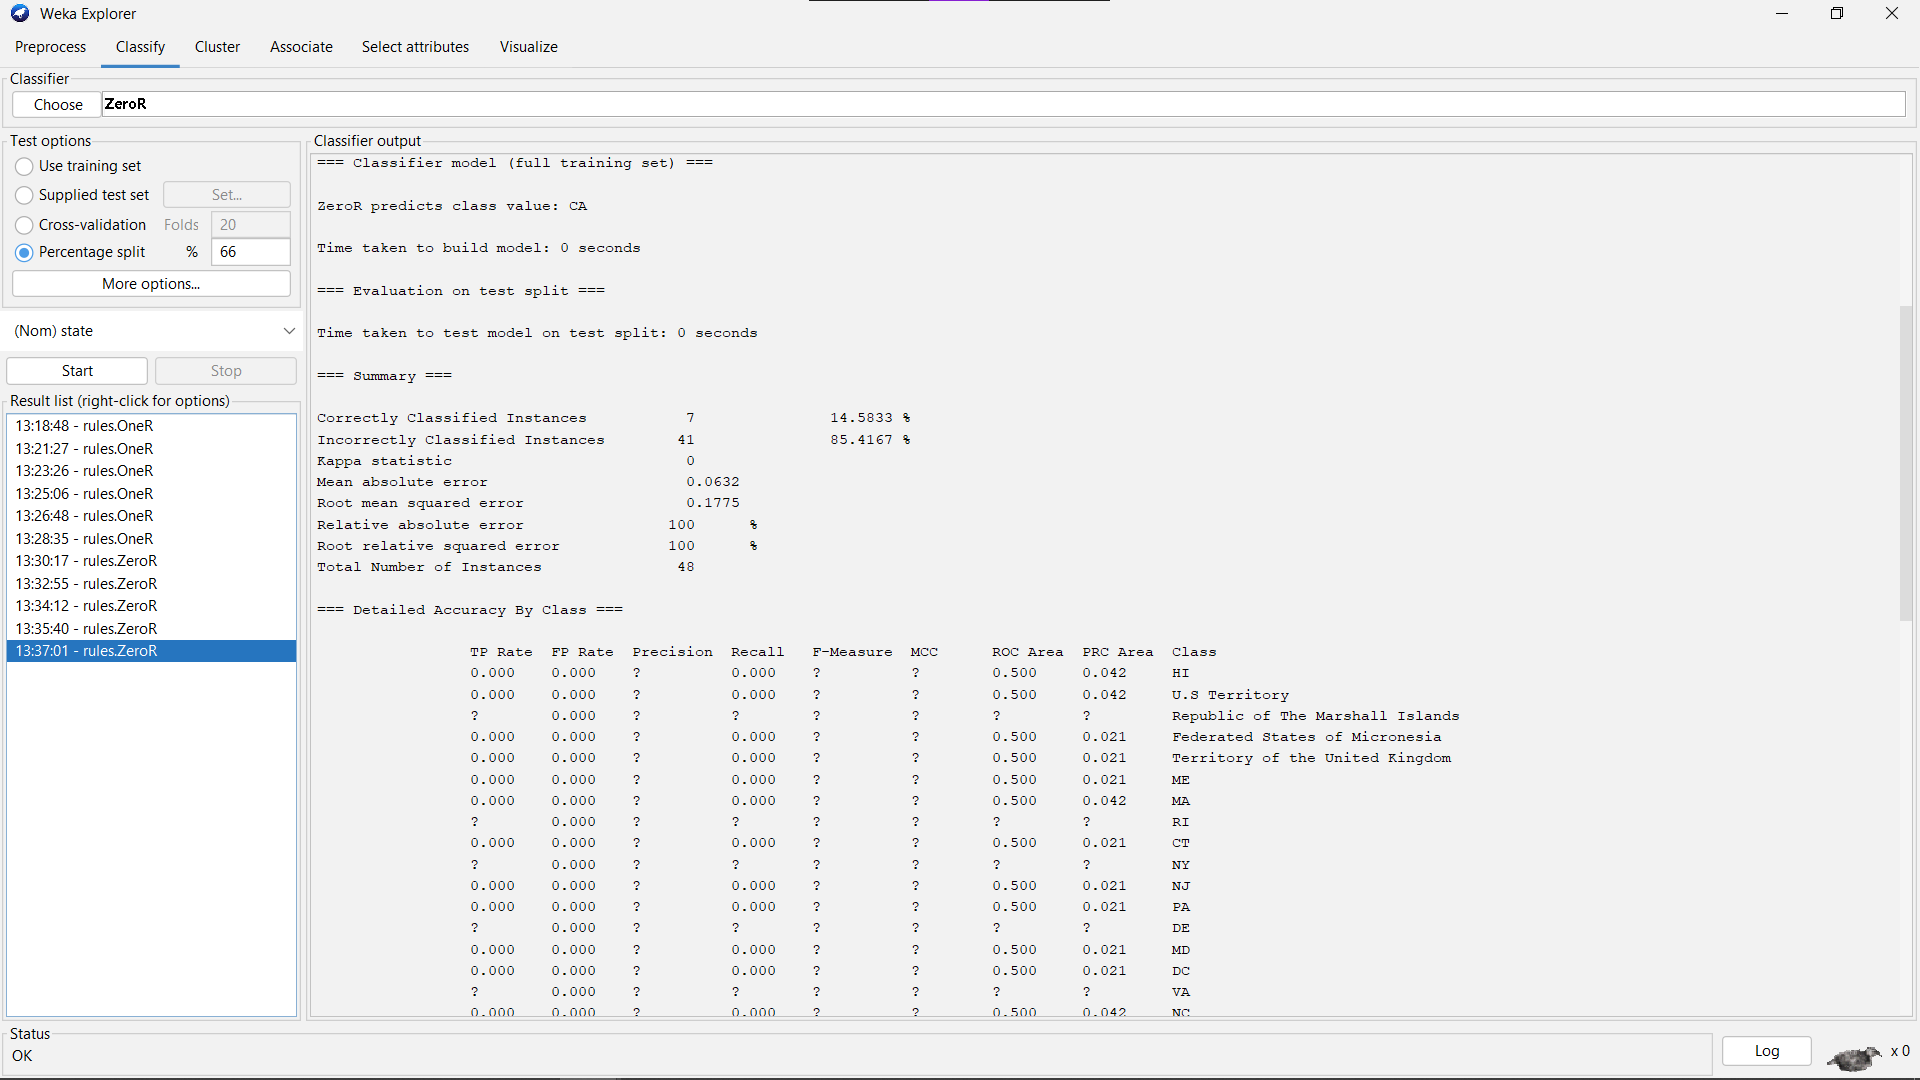 Weka Explorer
Preprocess Classify Cluster Associate Select attributes Visualize
Classifier
Choose ZeroR
Test options
Use training set
Supplied test set Set...
Cross-validation Folds 20
Percentage split % 66
More options...
(Nom) state
Start Stop
Result list (right-click for options)
13:18:48 - rules.OneR
13:21:27 - rules.OneR
13:23:26 - rules.OneR
13:25:06 - rules.OneR
13:26:48 - rules.OneR
13:28:35 - rules.OneR
13:30:17 - rules.ZeroR
13:32:55 - rules.ZeroR
13:34:12 - rules.ZeroR
13:35:40 - rules.ZeroR
13:37:01 - rules.ZeroR
Classifier output
=== Classifier model (full training set) ===
ZeroR predicts class value: CA
Time taken to build model: 0 seconds
=== Evaluation on test split ===
Time taken to test model on test split: 0 seconds
=== Summary ===
Correctly Classified Instances 7 14.5833 %
Incorrectly Classified Instances 41 85.4167 %
Kappa statistic 0
Mean absolute error 0.0632
Root mean squared error 0.1775
Relative absolute error 100 %
Root relative squared error 100 %
Total Number of Instances 48
=== Detailed Accuracy By Class ===
TP Rate FP Rate Precision Recall F-Measure MCC ROC Area PRC Area Class
0.000 0.000 ? 0.000 ? ? 0.500 0.042 HI
0.000 0.000 ? 0.000 ? ? 0.500 0.042 U.S Territory
? 0.000 ? ? ? ? ? ? Republic of The Marshall Islands
0.000 0.000 ? 0.000 ? ? 0.500 0.021 Federated States of Micronesia
0.000 0.000 ? 0.000 ? ? 0.500 0.021 Territory of the United Kingdom
0.000 0.000 ? 0.000 ? ? 0.500 0.021 ME
0.000 0.000 ? 0.000 ? ? 0.500 0.042 MA
? 0.000 ? ? ? ? ? ? RI
0.000 0.000 ? 0.000 ? ? 0.500 0.021 CT
? 0.000 ? ? ? ? ? ? NY
0.000 0.000 ? 0.000 ? ? 0.500 0.021 NJ
0.000 0.000 ? 0.000 ? ? 0.500 0.021 PA
? 0.000 ? ? ? ? ? ? DE
0.000 0.000 ? 0.000 ? ? 0.500 0.021 MD
0.000 0.000 ? 0.000 ? ? 0.500 0.021 DC
? 0.000 ? ? ? ? ? ? VA
0.000 0.000 ? 0.000 ? ? 0.500 0.042 NC
Status
OK
Log x 0